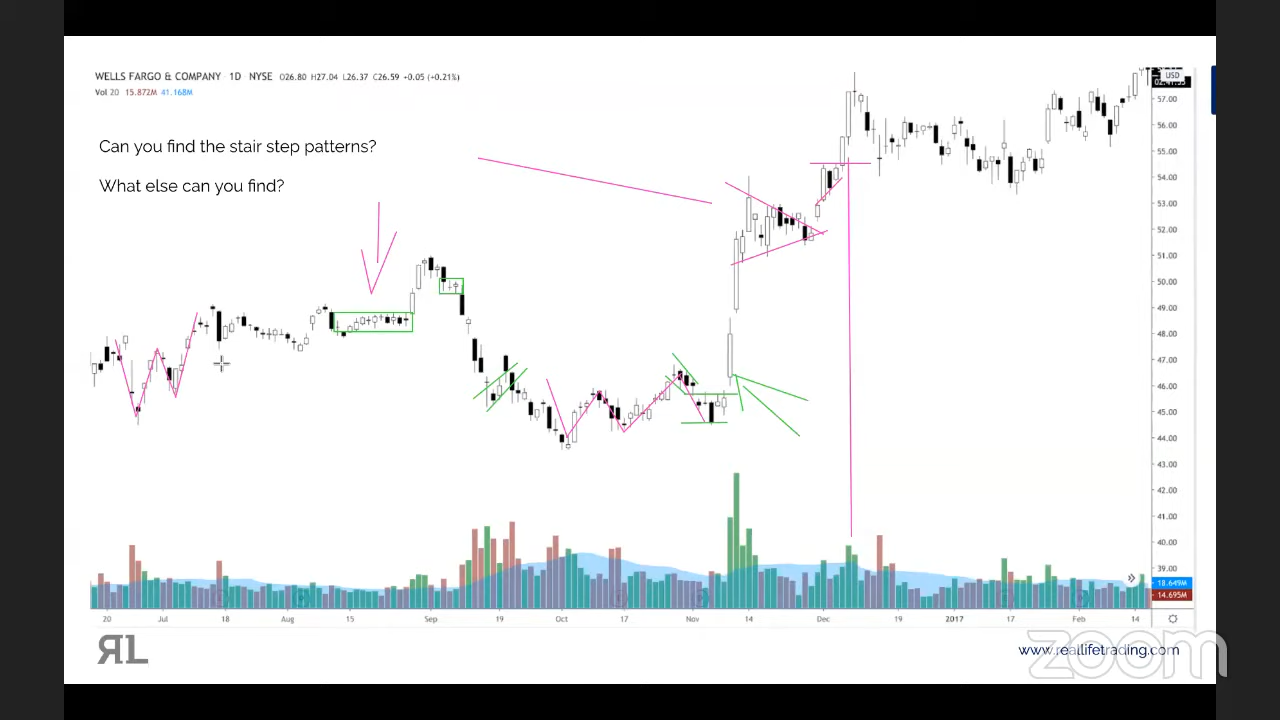 WELLS FARGO & COMPANY 1D NYSE O26.80 H27.04 L26.37 C26.59 +0.05 (+0.21%)
Vol 20 15.872M 41.168M
USD
57.00
Can you find the stair step patterns?
What else can you find?
56.00
55.00
54.00
53.00
52.00
51.00
50.00
49.00
48.00
47.00
46.00
45.00
44.00
43.00
42.00
41.00
40.00
39.00
18.649M
14.695M
20 Jul 18 Aug 15 Sep 19 Oct 17 Nov 14 Dec 19 2017 17 Feb 14
RL
www.reallifetrading.com
zoom